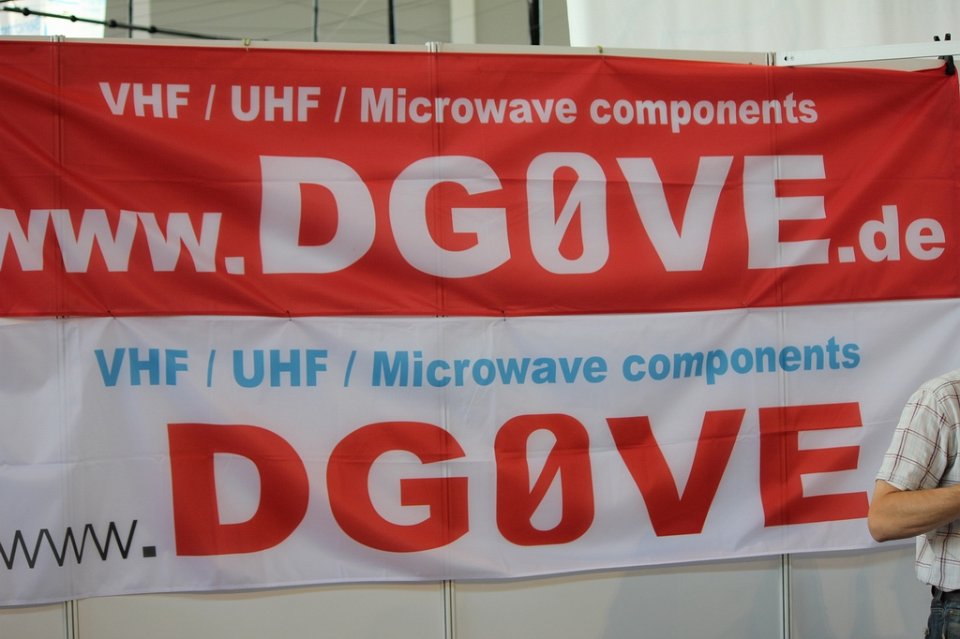 VHF / UHF / Microwave components
www.DG0VE.de
VHF / UHF / Microwave components
www.DG0VE